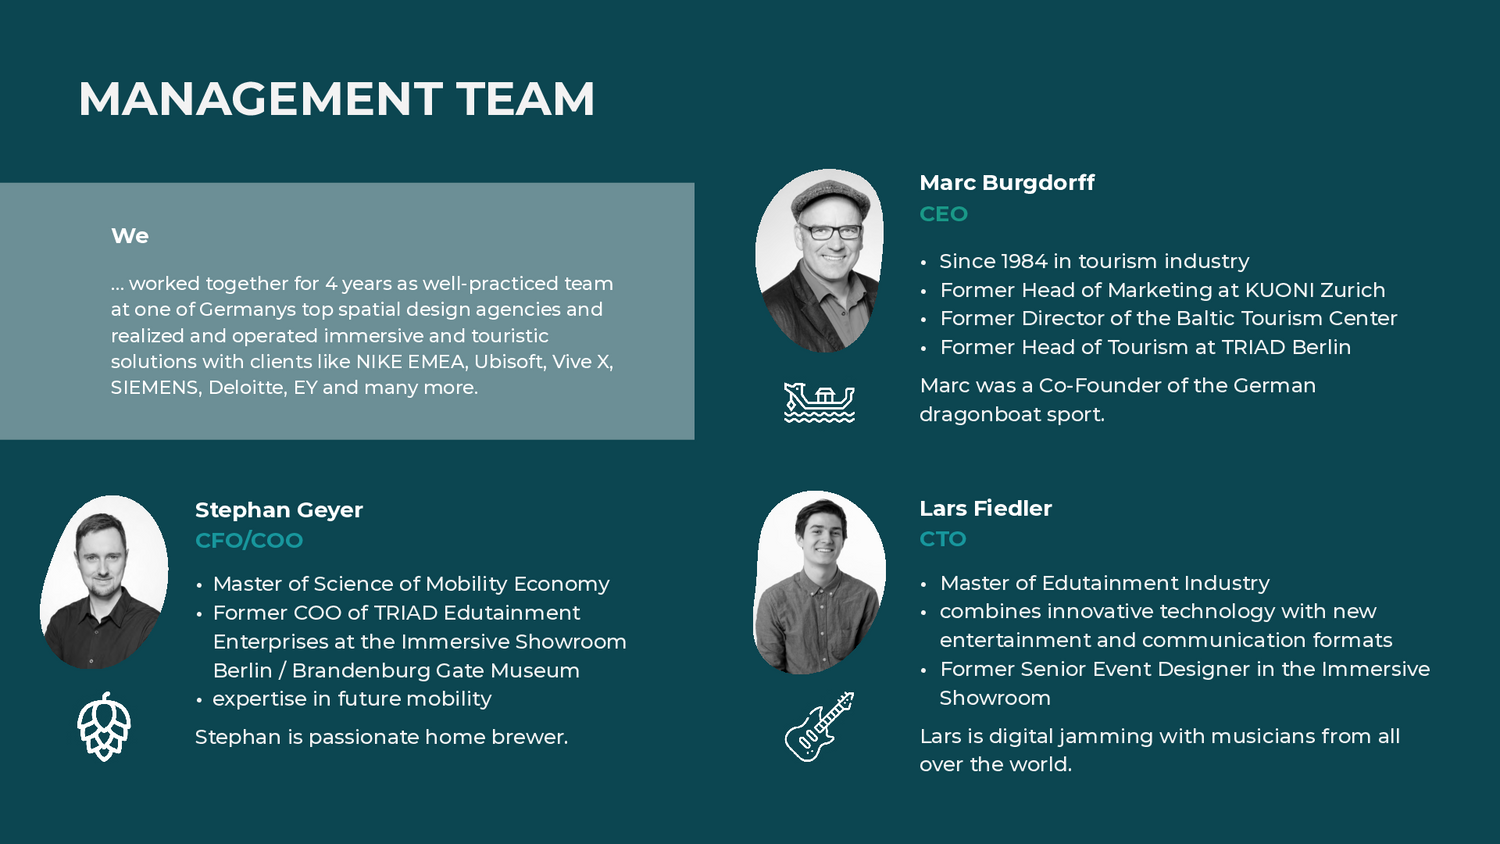 MANAGEMENT TEAM
We
... worked together for 4 years as well-practiced team
at one of Germanys top spatial design agencies and
realized and operated immersive and touristic
solutions with clients like NIKE EMEA, Ubisoft, Vive X,
SIEMENS, Deloitte, EY and many more.
Marc Burgdorff
CEO
• Since 1984 in tourism industry
• Former Head of Marketing at KUONI Zurich
• Former Director of the Baltic Tourism Center
• Former Head of Tourism at TRIAD Berlin
Marc was a Co-Founder of the German
dragonboat sport.
Stephan Geyer
CFO/COO
• Master of Science of Mobility Economy
• Former COO of TRIAD Edutainment
Enterprises at the Immersive Showroom
Berlin / Brandenburg Gate Museum
• expertise in future mobility
Stephan is passionate home brewer.
Lars Fiedler
CTO
• Master of Edutainment Industry
• combines innovative technology with new
entertainment and communication formats
• Former Senior Event Designer in the Immersive
Showroom
Lars is digital jamming with musicians from all
over the world.